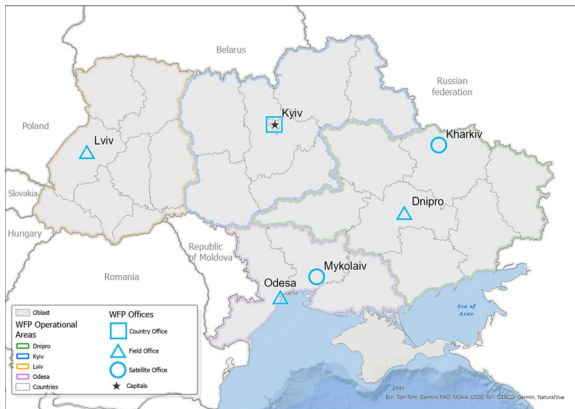 Belarus
Russian
federation
Poland
Kyiv
Lviv
Kharkiv
Dnipro
Slovakia
Hungary
Republic
of Moldova
Romania
Mykolaiv
Odesa
Sea of
Azov
Oblast
WFP Operational
Areas
Dnipro
Kyiv
Lviv
Odesa
Countries
WFP Offices
Country Office
Field Office
Satellite Office
Capitals
Esri, TomTom, Garmin, FAO, NOAA, USGS, Esri, GEBCO, Garmin, NaturalVue